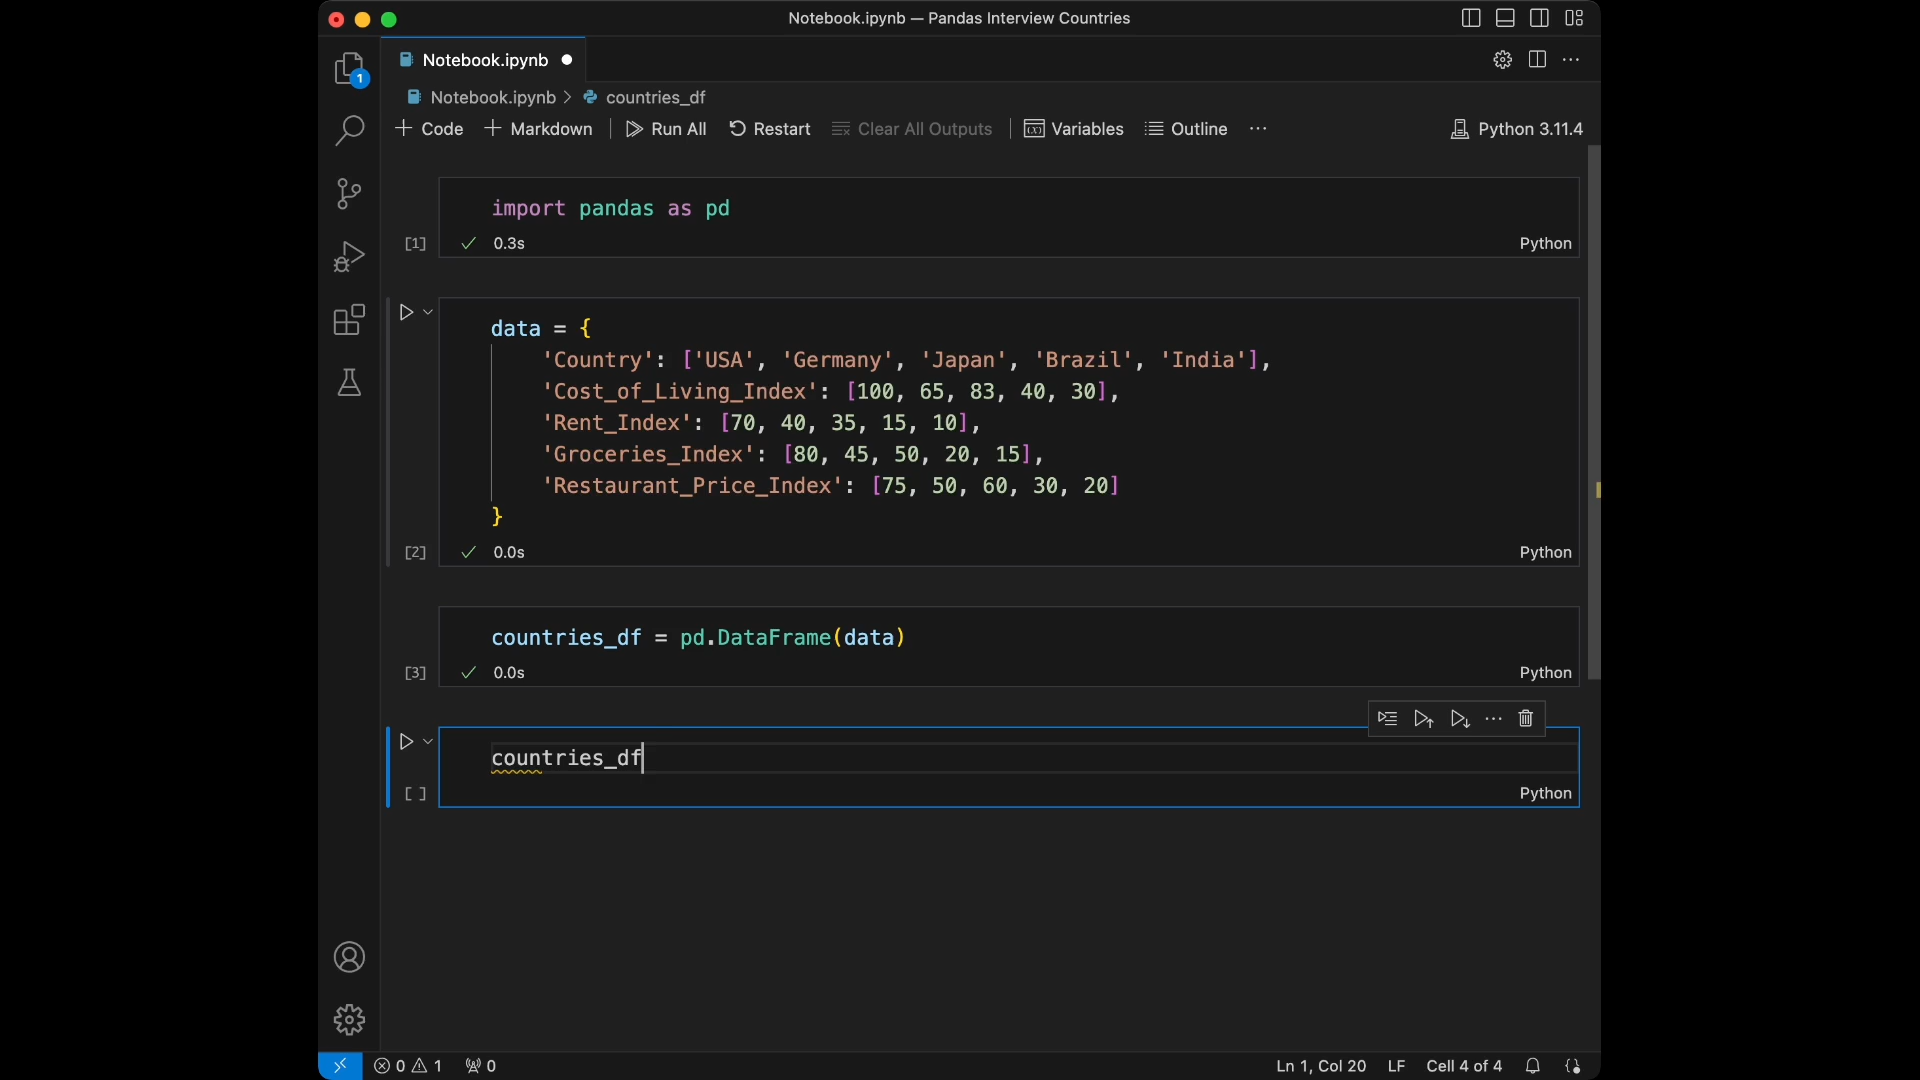 Notebook.ipynb — Pandas Interview Countries
1
Notebook.ipynb
Notebook.ipynb > countries_df
+ Code + Markdown Run All Restart Clear All Outputs Variables Outline ... Python 3.11.4
import pandas as pd
[1] 0.3s Python
data = {
'Country': ['USA', 'Germany', 'Japan', 'Brazil', 'India'],
'Cost_of_Living_Index': [100, 65, 83, 40, 30],
'Rent_Index': [70, 40, 35, 15, 10],
'Groceries_Index': [80, 45, 50, 20, 15],
'Restaurant_Price_Index': [75, 50, 60, 30, 20]
}
[2] 0.0s Python
countries_df = pd.DataFrame(data)
[3] 0.0s Python
countries_df
[ ] Python
0 1 0 Ln 1, Col 20 LF Cell 4 of 4